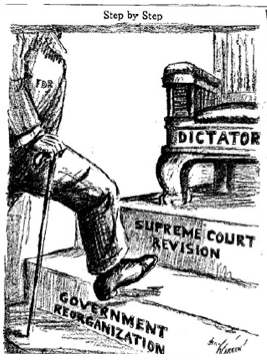 Step by Step
FDR
DICTATOR
SUPREME COURT
REVISION
GOVERNMENT
REORGANIZATION